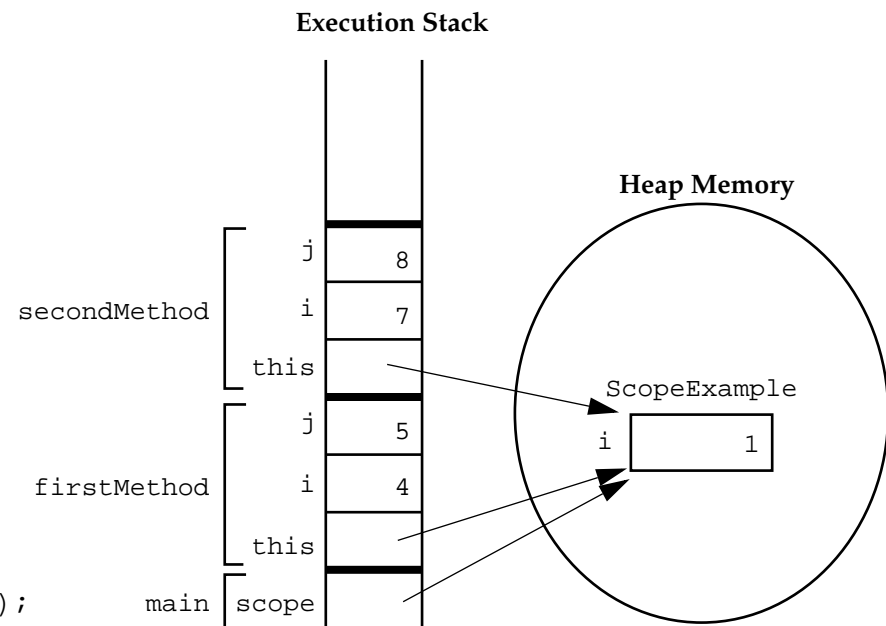 Execution Stack
Heap Memory
j 8
secondMethod i 7
this
ScopeExample
j 5
i 1
firstMethod i 4
this
); main scope